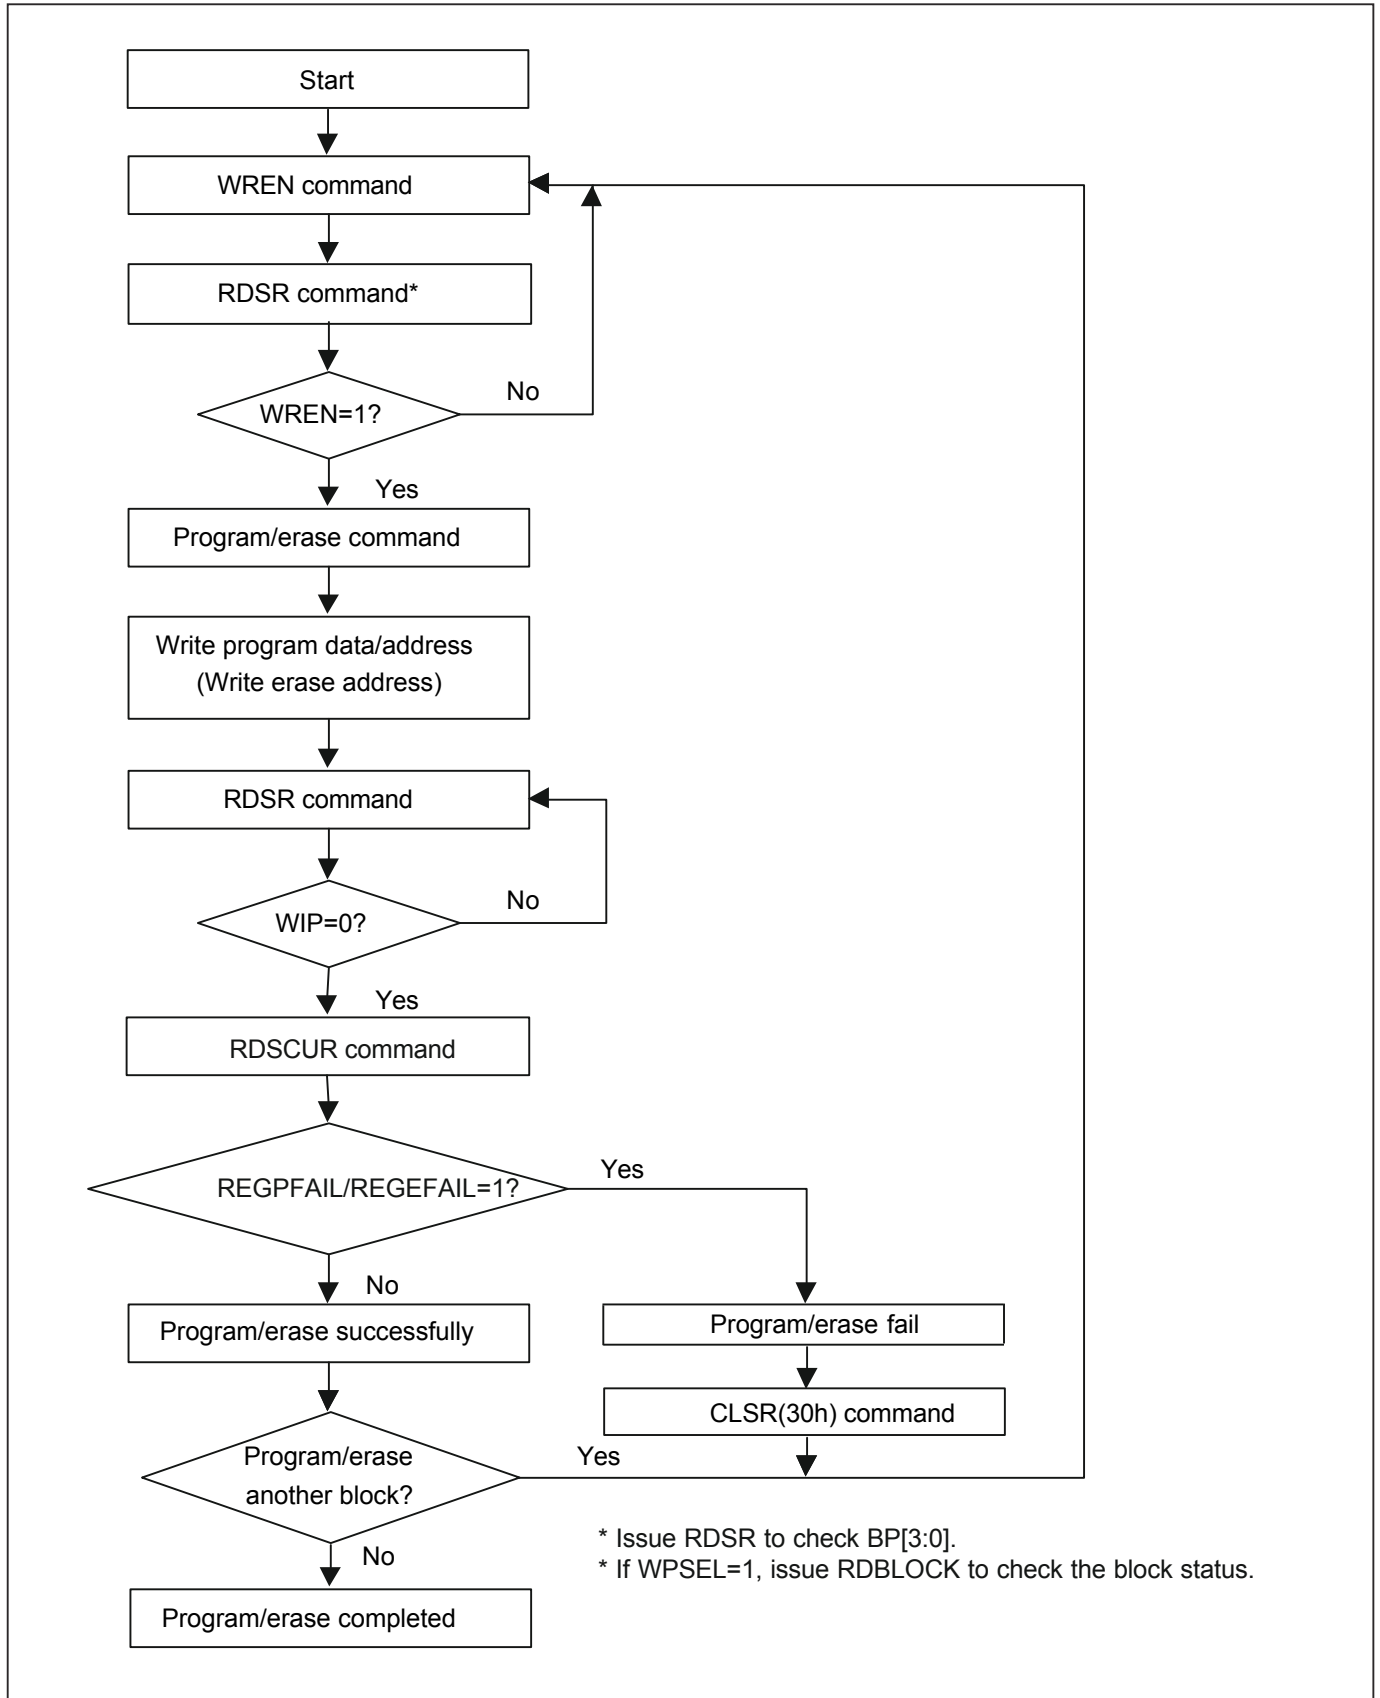 Start
WREN command
RDSR command*
WREN=1?
No
Yes
Program/erase command
Write program data/address
(Write erase address)
RDSR command
WIP=0?
No
Yes
RDSCUR command
REGPFAIL/REGEFAIL=1?
Yes
No
Program/erase successfully
Program/erase fail
CLSR(30h) command
Program/erase
another block?
Yes
No
* Issue RDSR to check BP[3:0].
* If WPSEL=1, issue RDBLOCK to check the block status.
Program/erase completed